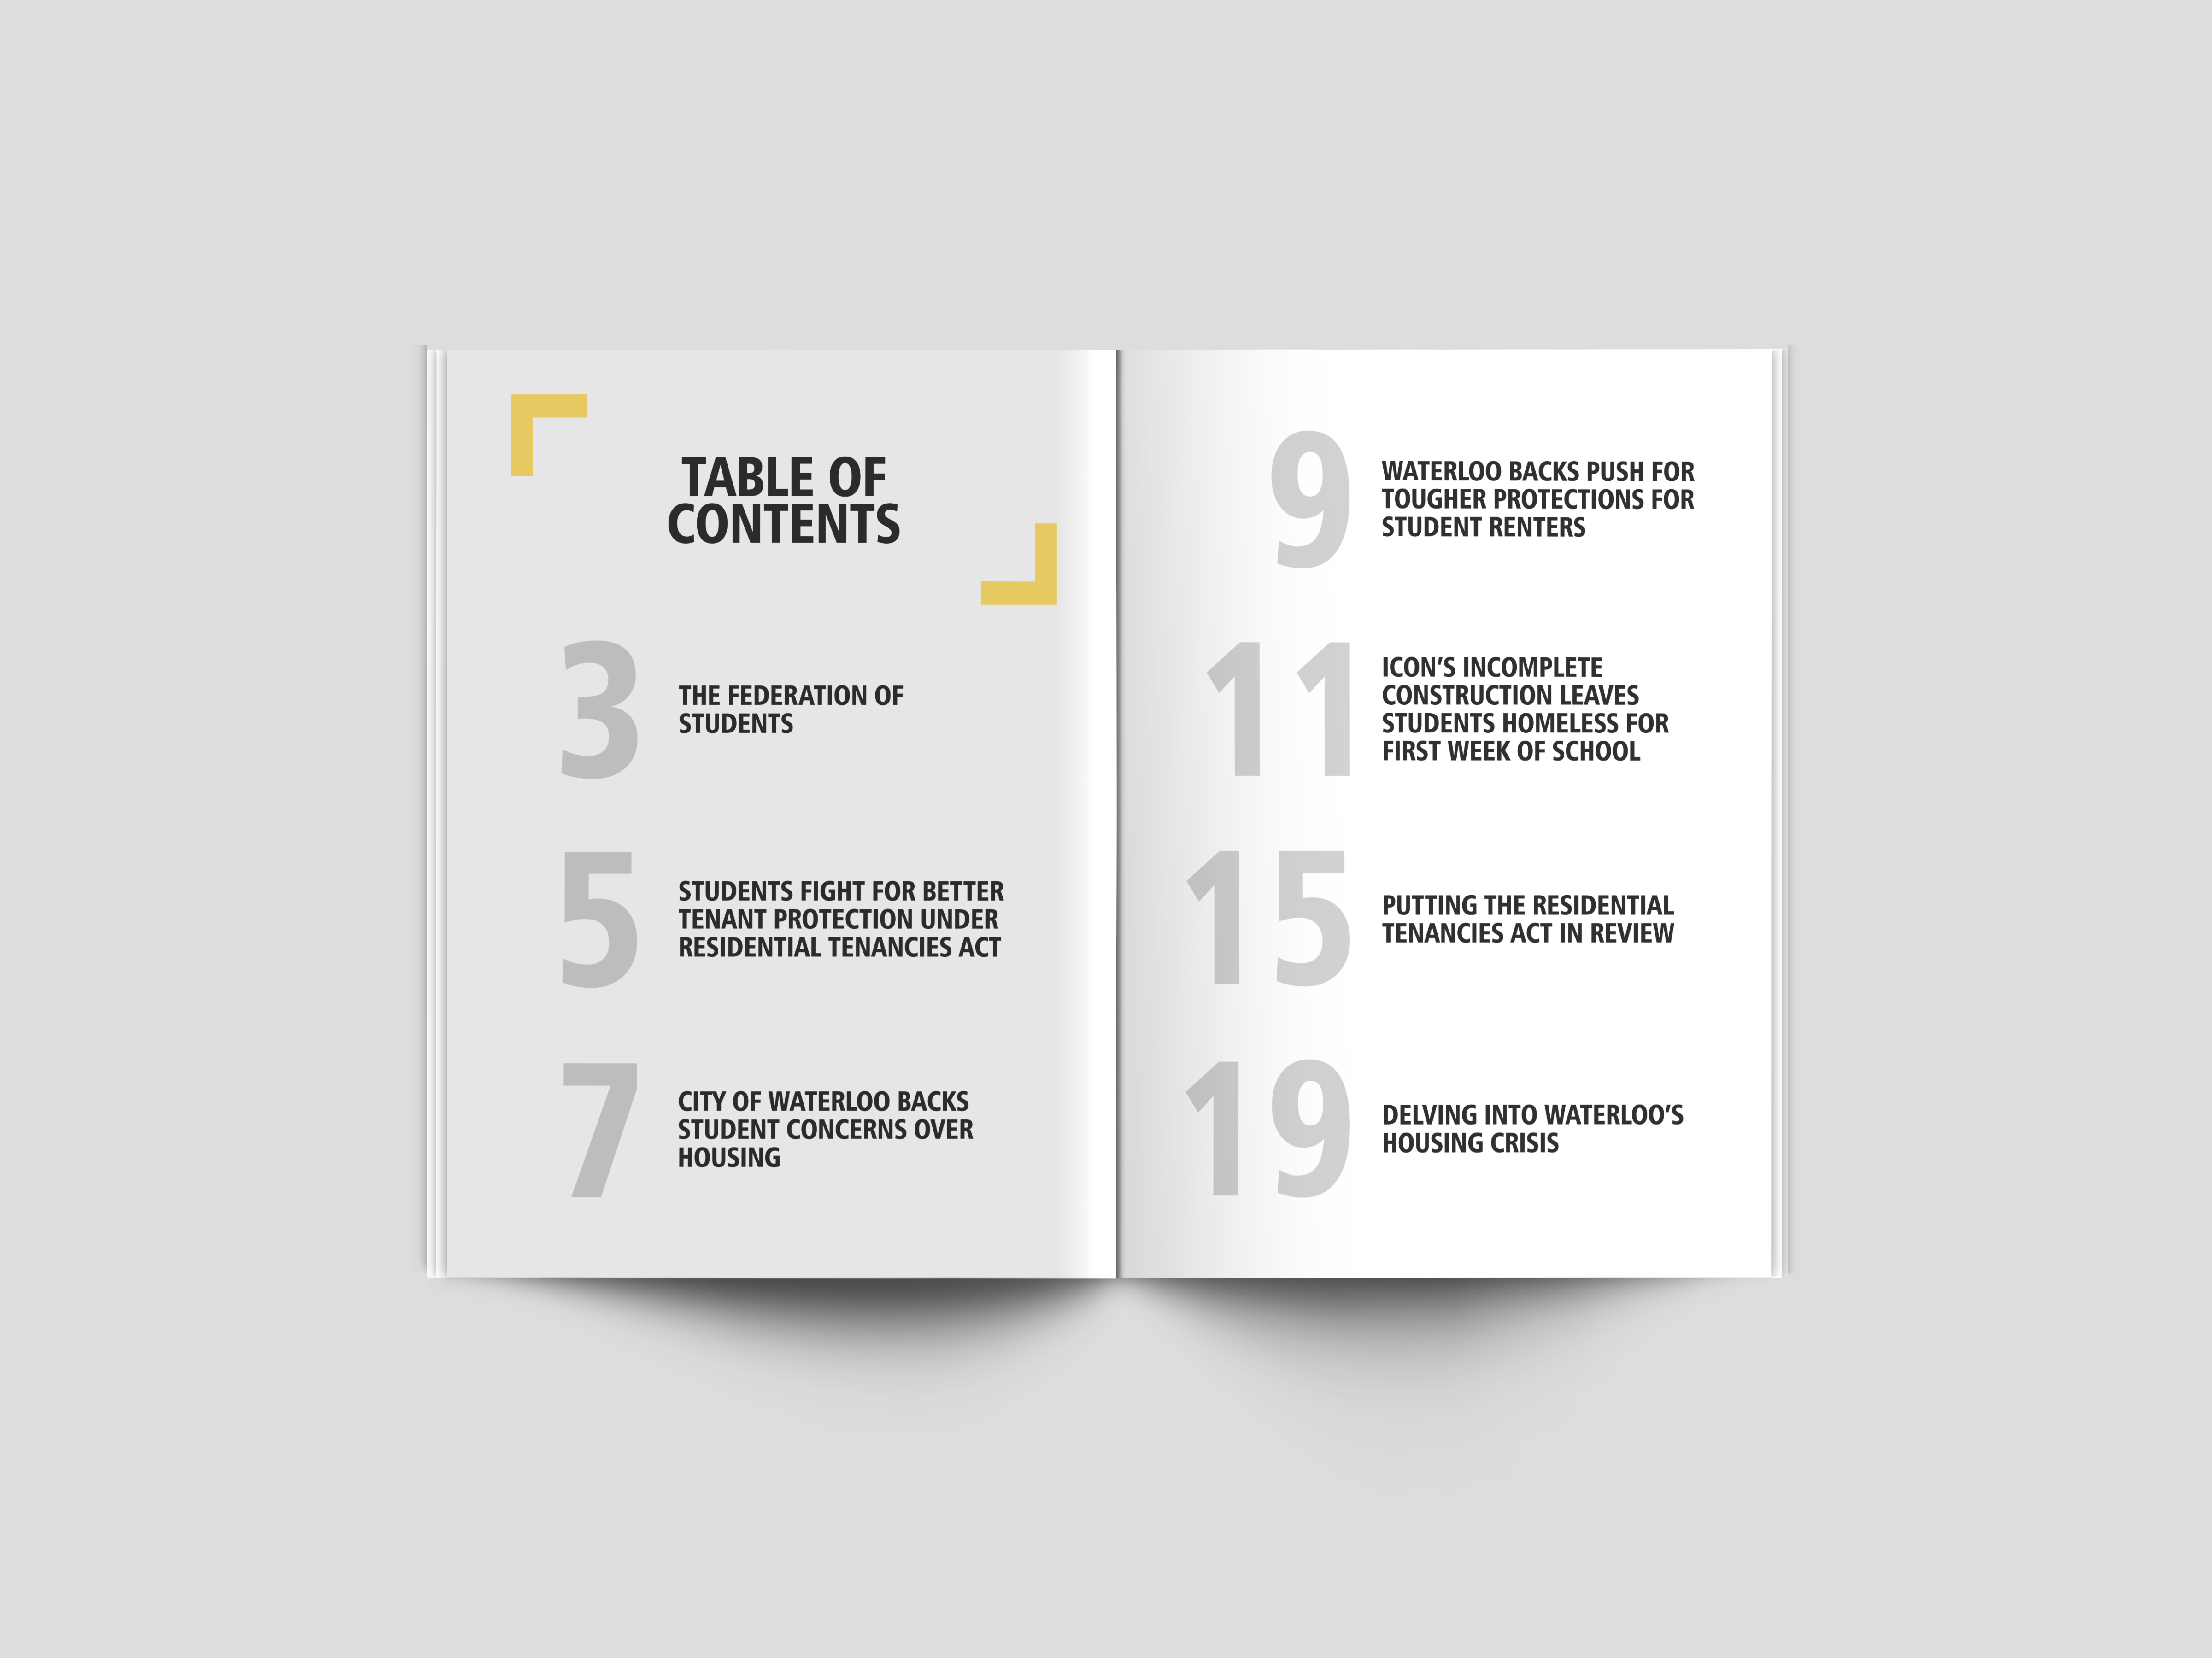 TABLE OF
CONTENTS
3
THE FEDERATION OF
STUDENTS
5
STUDENTS FIGHT FOR BETTER
TENANT PROTECTION UNDER
RESIDENTIAL TENANCIES ACT
7
CITY OF WATERLOO BACKS
STUDENT CONCERNS OVER
HOUSING
9
WATERLOO BACKS PUSH FOR
TOUGHER PROTECTIONS FOR
STUDENT RENTERS
11
ICON’S INCOMPLETE
CONSTRUCTION LEAVES
STUDENTS HOMELESS FOR
FIRST WEEK OF SCHOOL
15
PUTTING THE RESIDENTIAL
TENANCIES ACT IN REVIEW
19
DELVING INTO WATERLOO’S
HOUSING CRISIS